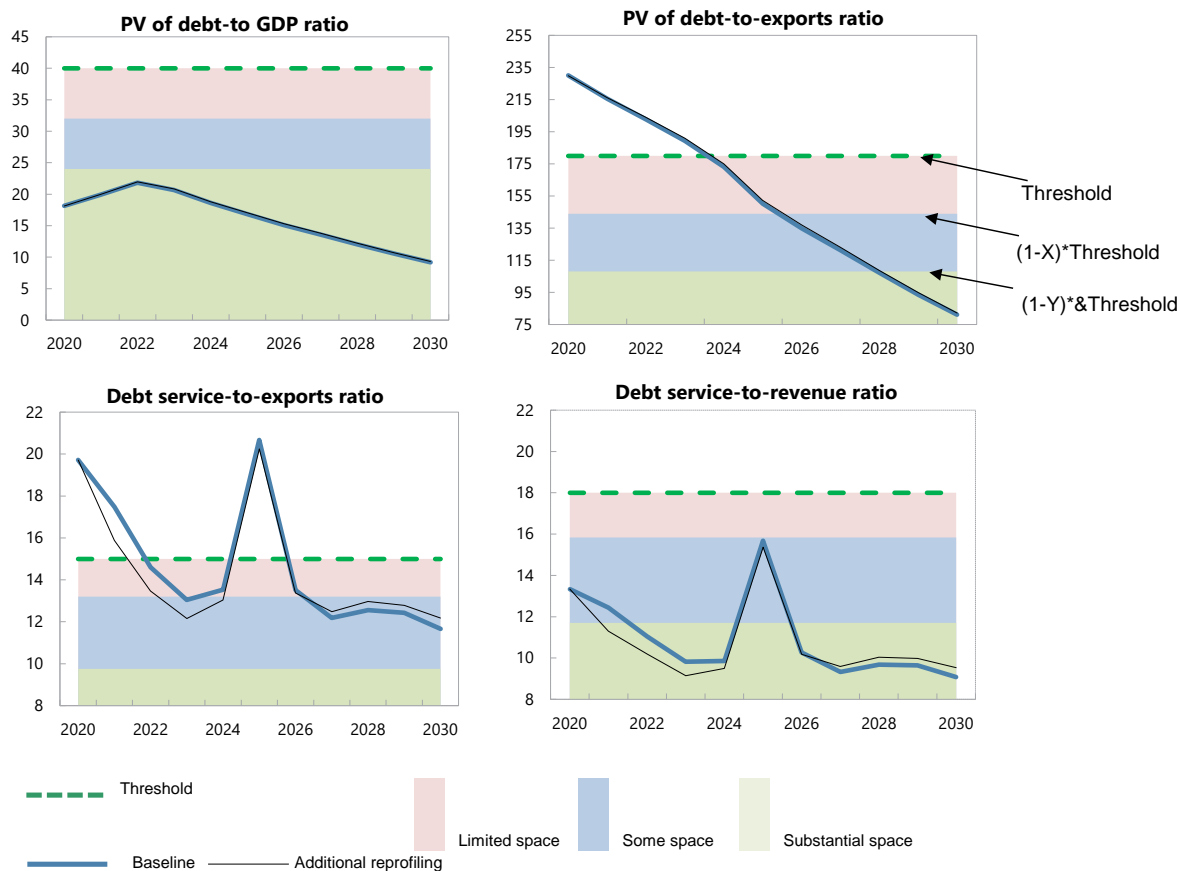 PV of debt-to GDP ratio
45
40
35
30
25
20
15
10
5
0
2020 2022 2024 2026 2028 2030
PV of debt-to-exports ratio
255
235
215
195
175
155
135
115
95
75
2020 2022 2024 2026 2028 2030
Threshold
(1-X)*Threshold
(1-Y)*&Threshold
Debt service-to-exports ratio
22
20
18
16
14
12
10
8
2020 2022 2024 2026 2028 2030
Debt service-to-revenue ratio
22
20
18
16
14
12
10
8
2020 2022 2024 2026 2028 2030
Threshold
Limited space Some space Substantial space
Baseline Additional reprofiling